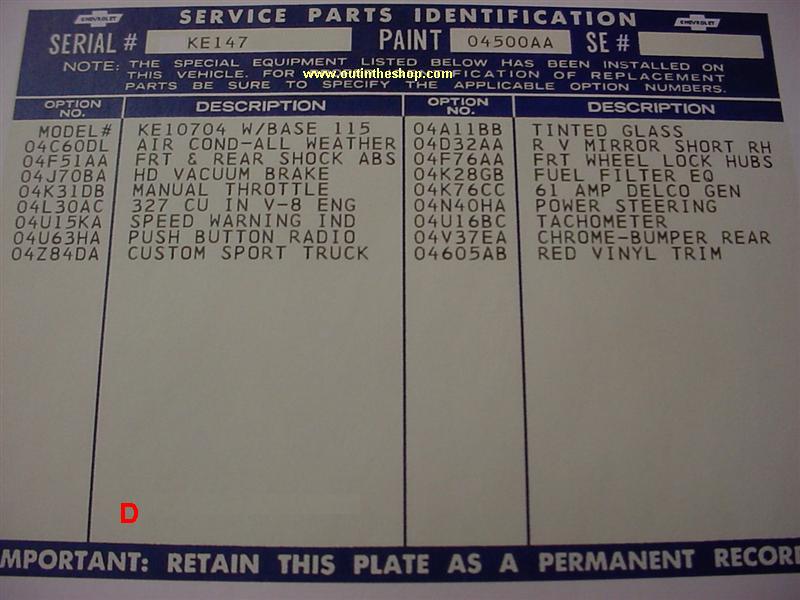 CHEVROLET SERVICE PARTS IDENTIFICATION CHEVROLET
SERIAL # KE147 PAINT 04500AA SE #
NOTE: THE SPECIAL EQUIPMENT LISTED BELOW HAS BEEN INSTALLED ON
THIS VEHICLE. FOR www.outintheshop.com IFICATION OF REPLACEMENT
PARTS BE SURE TO SPECIFY THE APPLICABLE OPTION NUMBERS.
OPTION NO. DESCRIPTION OPTION NO. DESCRIPTION
MODEL# KE10704 W/BASE 115 04A11BB TINTED GLASS
04C60DL AIR COND-ALL WEATHER 04D32AA R V MIRROR SHORT RH
04F51AA FRT & REAR SHOCK ABS 04F76AA FRT WHEEL LOCK HUBS
04J70BA HD VACUUM BRAKE 04K28GB FUEL FILTER EQ
04K31DB MANUAL THROTTLE 04K76CC 61 AMP DELCO GEN
04L30AC 327 CU IN V-8 ENG 04N40HA POWER STEERING
04U15KA SPEED WARNING IND 04U16BC TACHOMETER
04U63HA PUSH BUTTON RADIO 04V37EA CHROME-BUMPER REAR
04Z84DA CUSTOM SPORT TRUCK 04605AB RED VINYL TRIM
D
MPORTANT: RETAIN THIS PLATE AS A PERMANENT RECORD